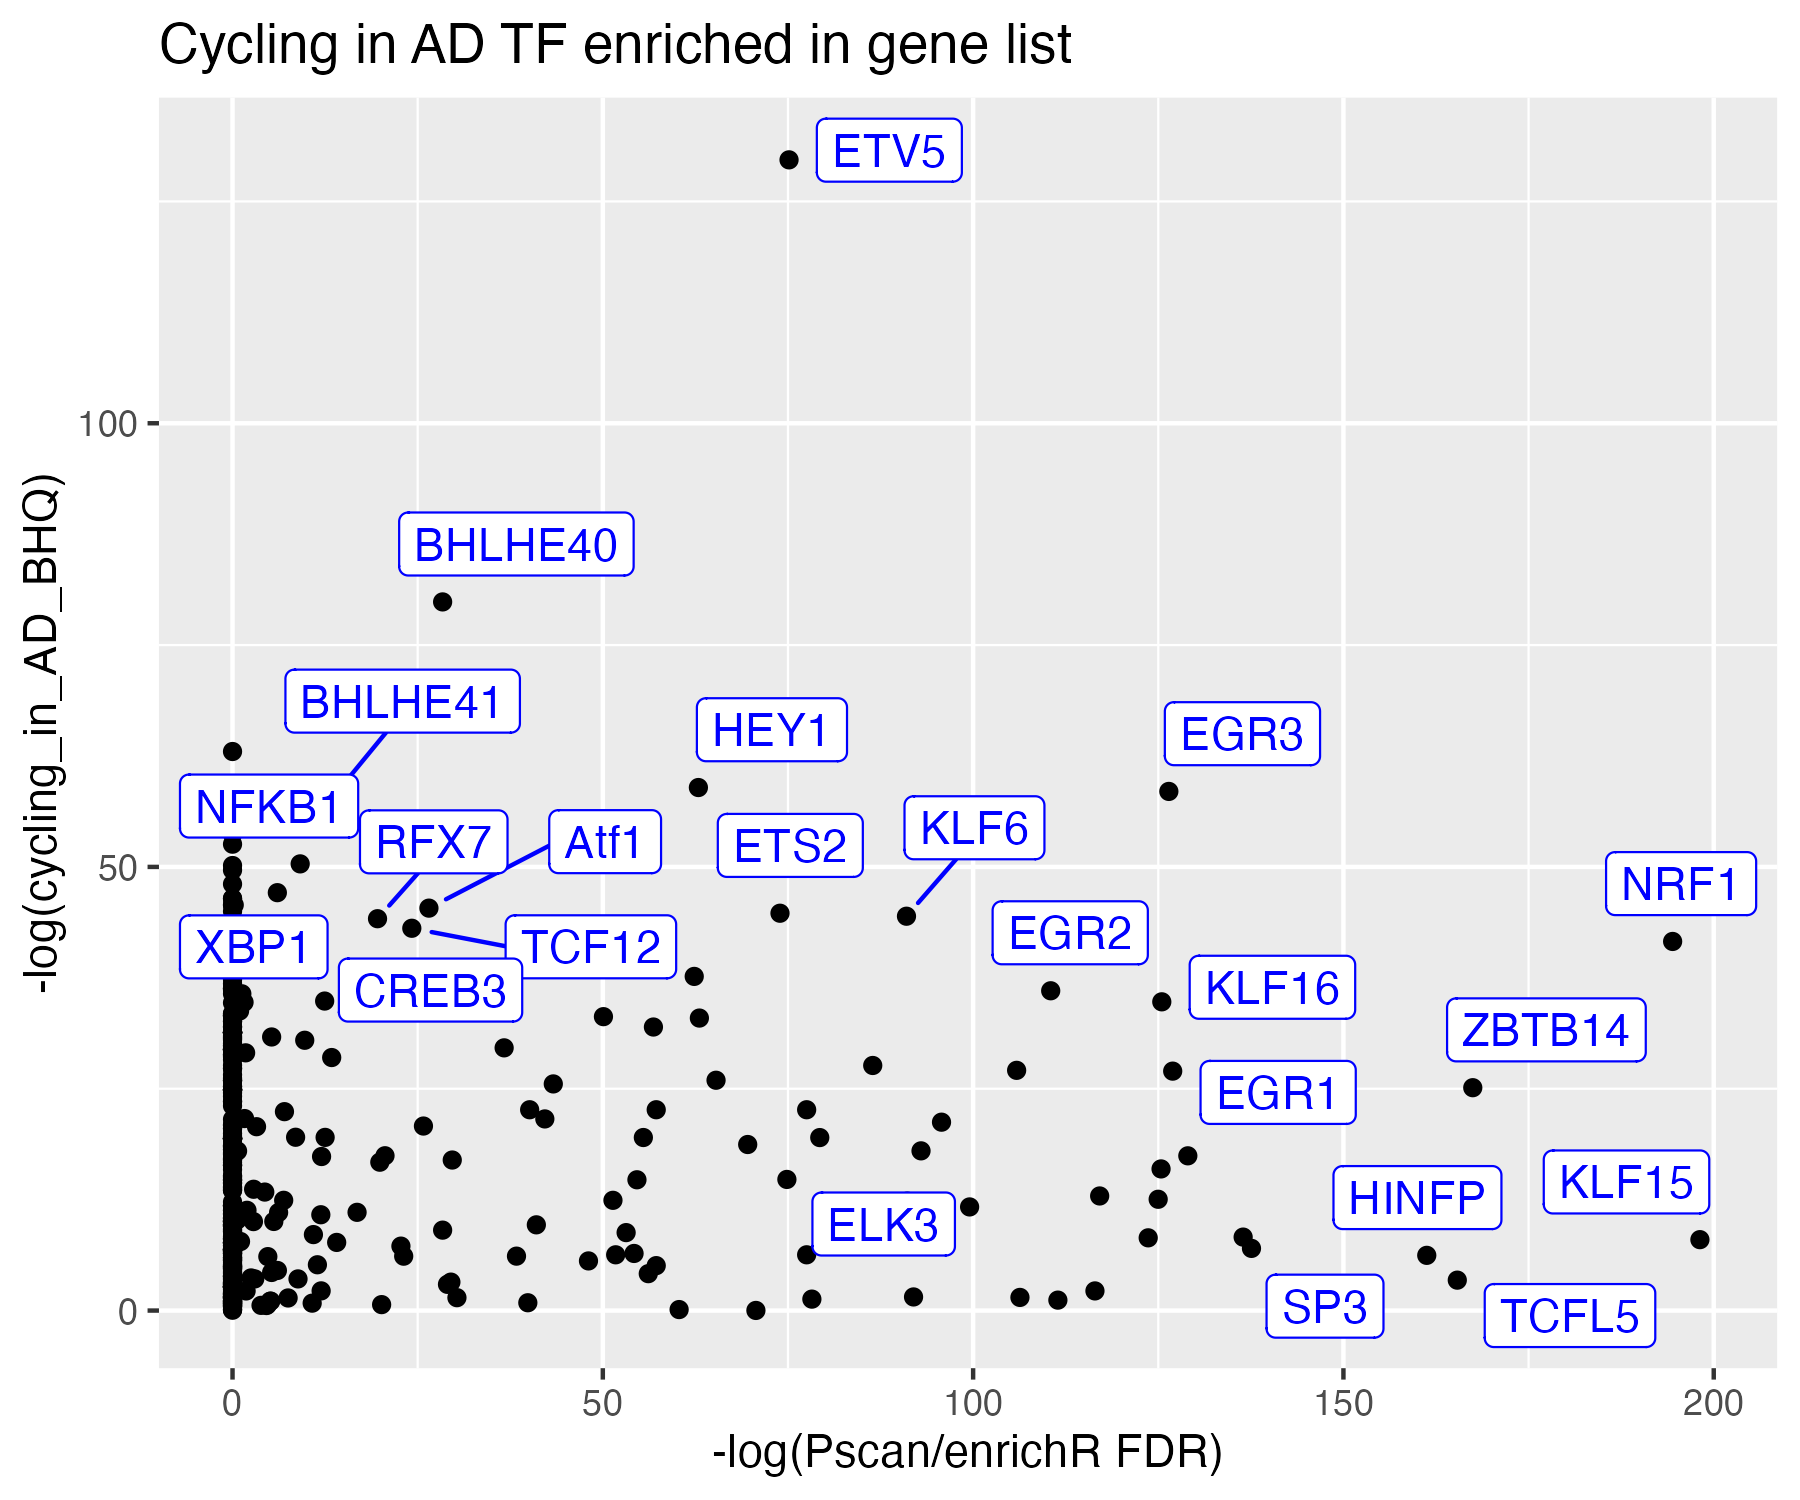 Cycling in AD TF enriched in gene list
ETV5
100
BHLHE40
BHLHE41
HEY1
EGR3
NFKB1
RFX7
Atf1
ETS2
KLF6
50
NRF1
XBP1
TCF12
EGR2
CREB3
KLF16
ZBTB14
EGR1
KLF15
HINFP
ELK3
SP3
TCFL5
0
0
50
100
150
200
-log(Pscan/enrichR FDR)
-log(cycling_in_AD_BHQ)